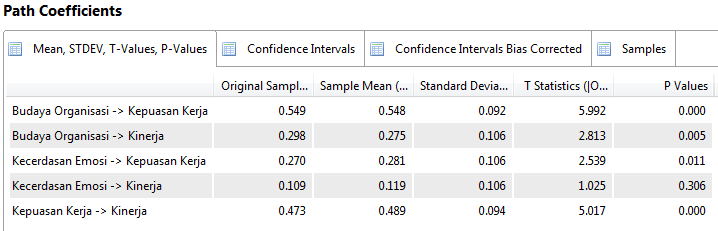 Path Coefficients
Mean, STDEV, T-Values, P-Values Confidence Intervals Confidence Intervals Bias Corrected Samples
Original Sampl... Sample Mean (... Standard Devia... T Statistics (|O... P Values
Budaya Organisasi -> Kepuasan Kerja 0.549 0.548 0.092 5.992 0.000
Budaya Organisasi -> Kinerja 0.298 0.275 0.106 2.813 0.005
Kecerdasan Emosi -> Kepuasan Kerja 0.270 0.281 0.106 2.539 0.011
Kecerdasan Emosi -> Kinerja 0.109 0.119 0.106 1.025 0.306
Kepuasan Kerja -> Kinerja 0.473 0.489 0.094 5.017 0.000